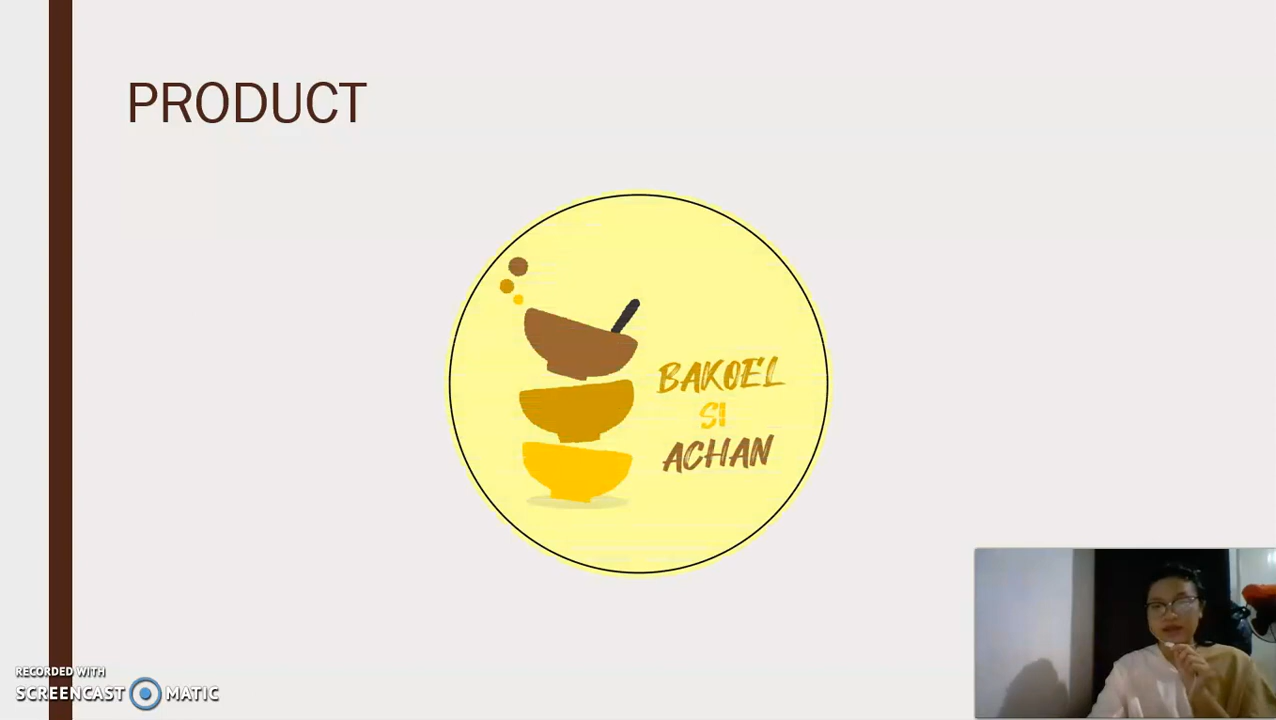 PRODUCT
BAKOEL
SI
ACHAN
RECORDED WITH
SCREENCAST MATIC